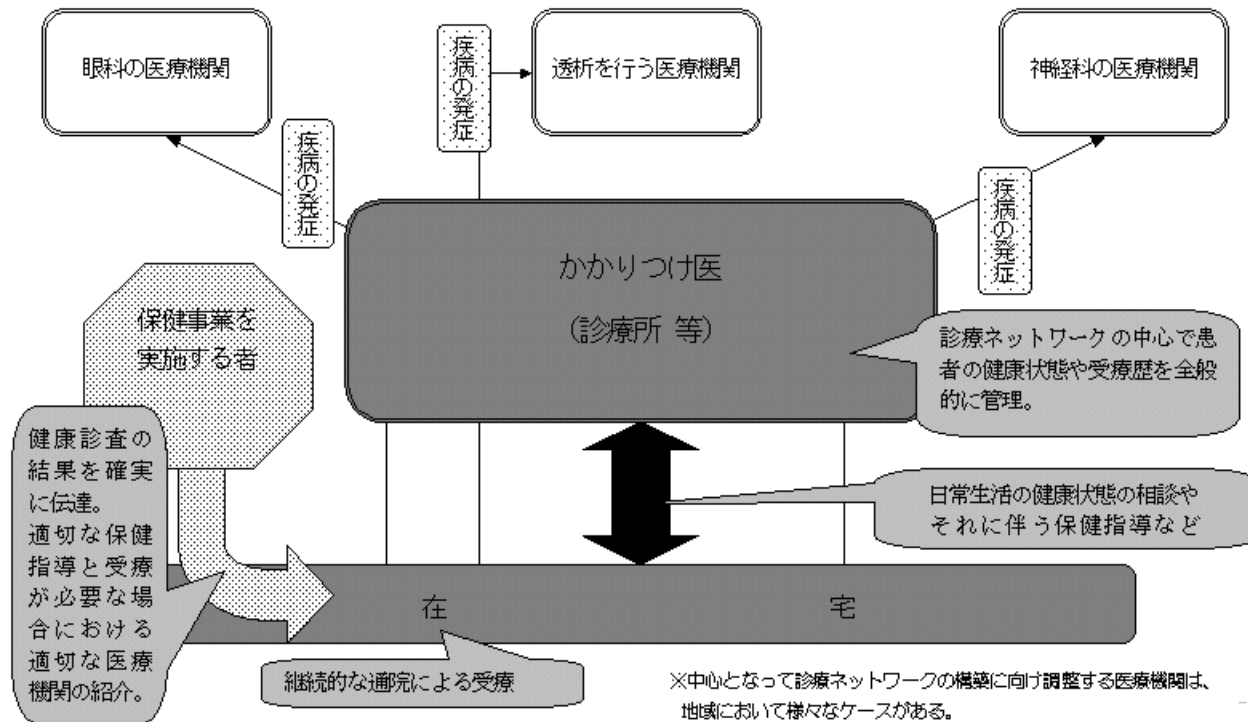 眼科の医療機関
疾病の発症
透析を行う医療機関
神経科の医療機関
疾病の発症
疾病の発症
かかりつけ医
(診療所 等)
保健事業を
実施する者
診療ネットワークの中心で患
者の健康状態や受療歴を全般
的に管理。
健康診査の
結果を確実
に伝達。
適切な保健
指導と受療
が必要な場
合における
適切な医療
機関の紹介。
日常生活の健康状態の相談や
それに伴う保健指導など
在 宅
継続的な通院による受療
※中心となって診療ネットワークの構築に向け調整する医療機関は、
地域において様々なケースがある。